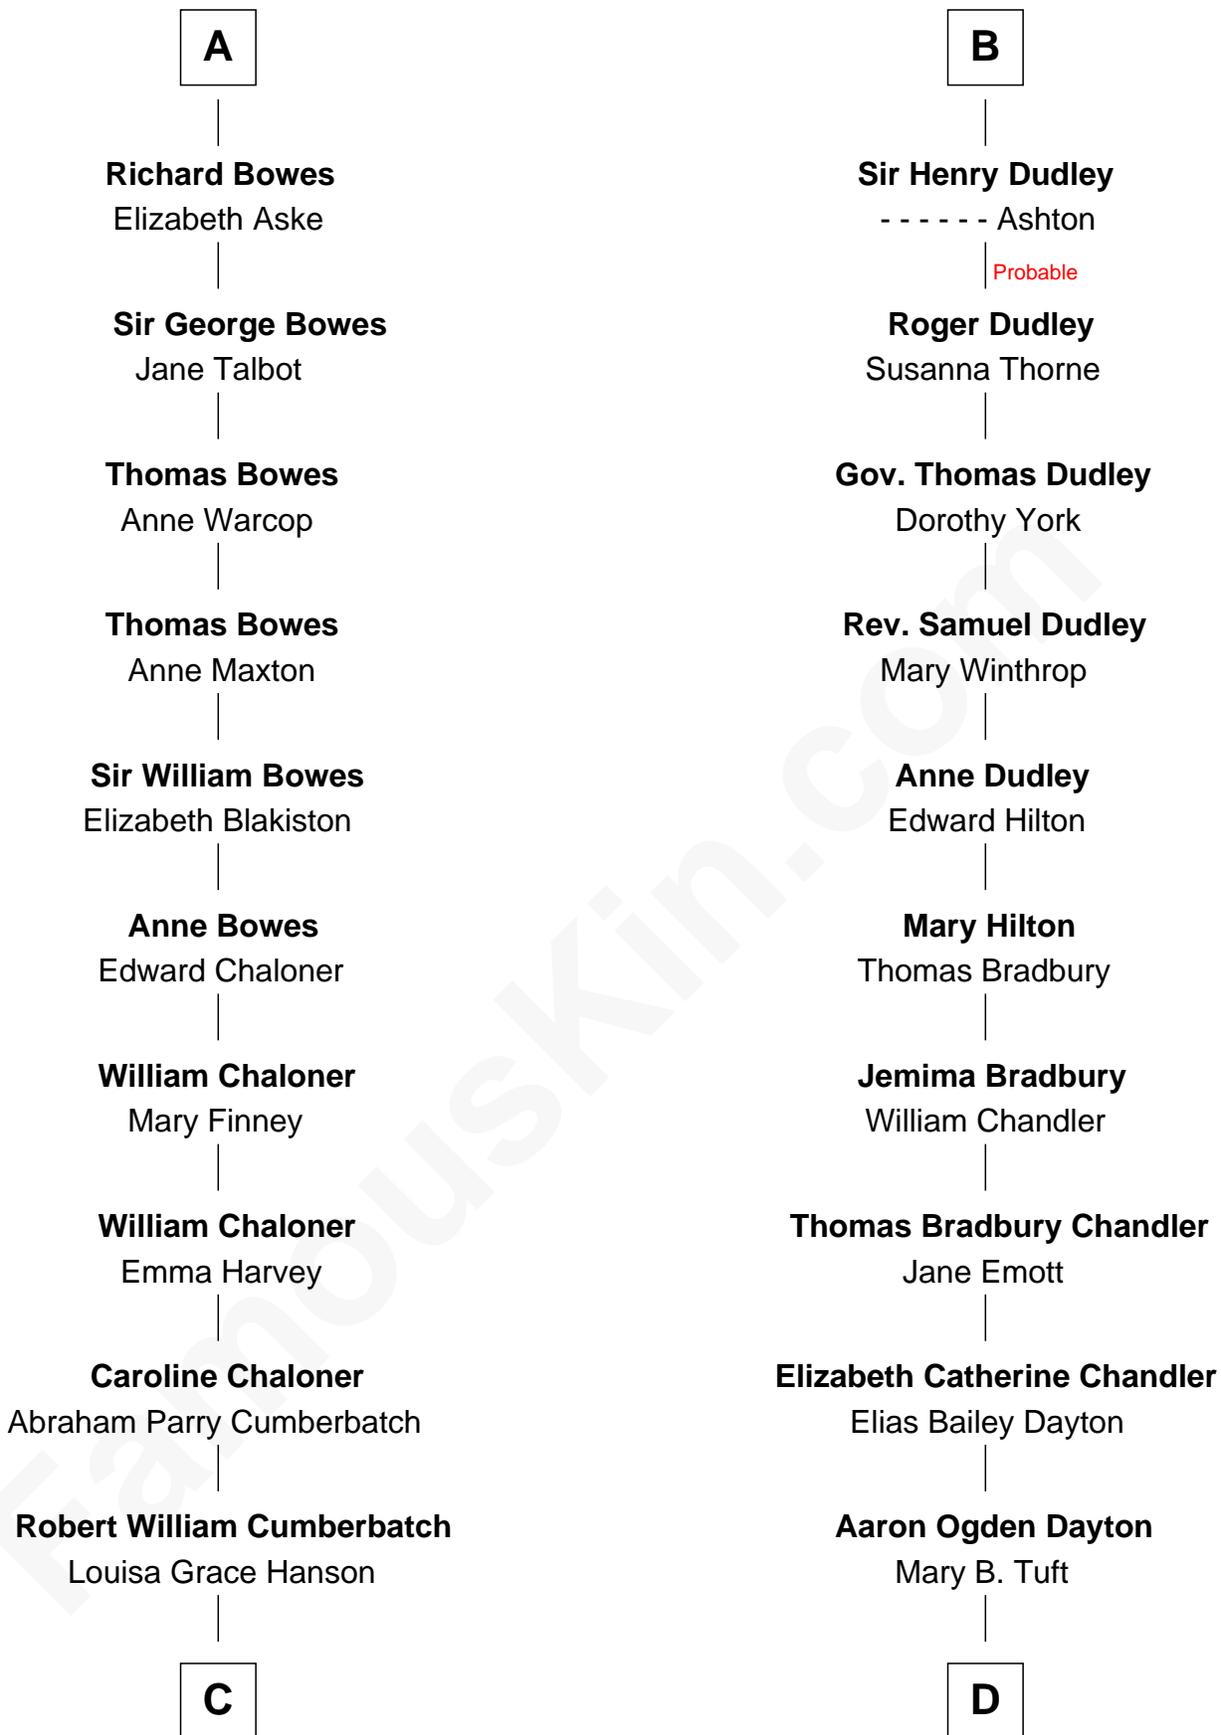 A
Richard Bowes
Elizabeth Aske
Sir George Bowes
Jane Talbot
Thomas Bowes
Anne Warcop
Thomas Bowes
Anne Maxton
Sir William Bowes
Elizabeth Blakiston
Anne Bowes
Edward Chaloner
William Chaloner
Mary Finney
William Chaloner
Emma Harvey
Caroline Chaloner
Abraham Parry Cumberbatch
Robert William Cumberbatch
Louisa Grace Hanson
C
B
Sir Henry Dudley
- - - - - - Ashton
Probable
Roger Dudley
Susanna Thorne
Gov. Thomas Dudley
Dorothy York
Rev. Samuel Dudley
Mary Winthrop
Anne Dudley
Edward Hilton
Mary Hilton
Thomas Bradbury
Jemima Bradbury
William Chandler
Thomas Bradbury Chandler
Jane Emott
Elizabeth Catherine Chandler
Elias Bailey Dayton
Aaron Ogden Dayton
Mary B. Tuft
D
FamousKin.com